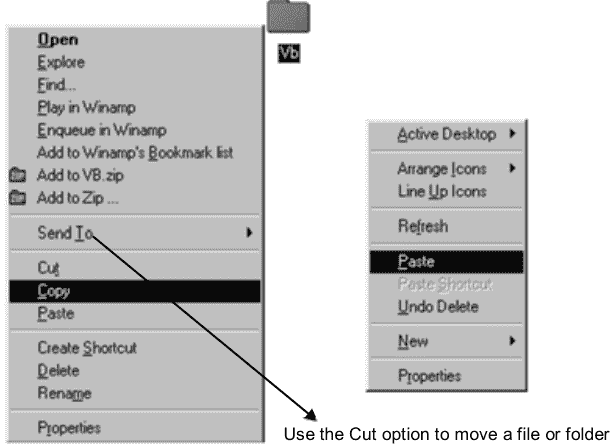 Vb
Open
Explore
Find...
Play in Winamp
Enqueue in Winamp
Add to Winamp's Bookmark list
Add to VB.zip
Add to Zip ...
Send To
Cut
Copy
Paste
Create Shortcut
Delete
Rename
Properties
Active Desktop
Arrange Icons
Line Up Icons
Refresh
Paste
Paste Shortcut
Undo Delete
New
Properties
Use the Cut option to move a file or folder